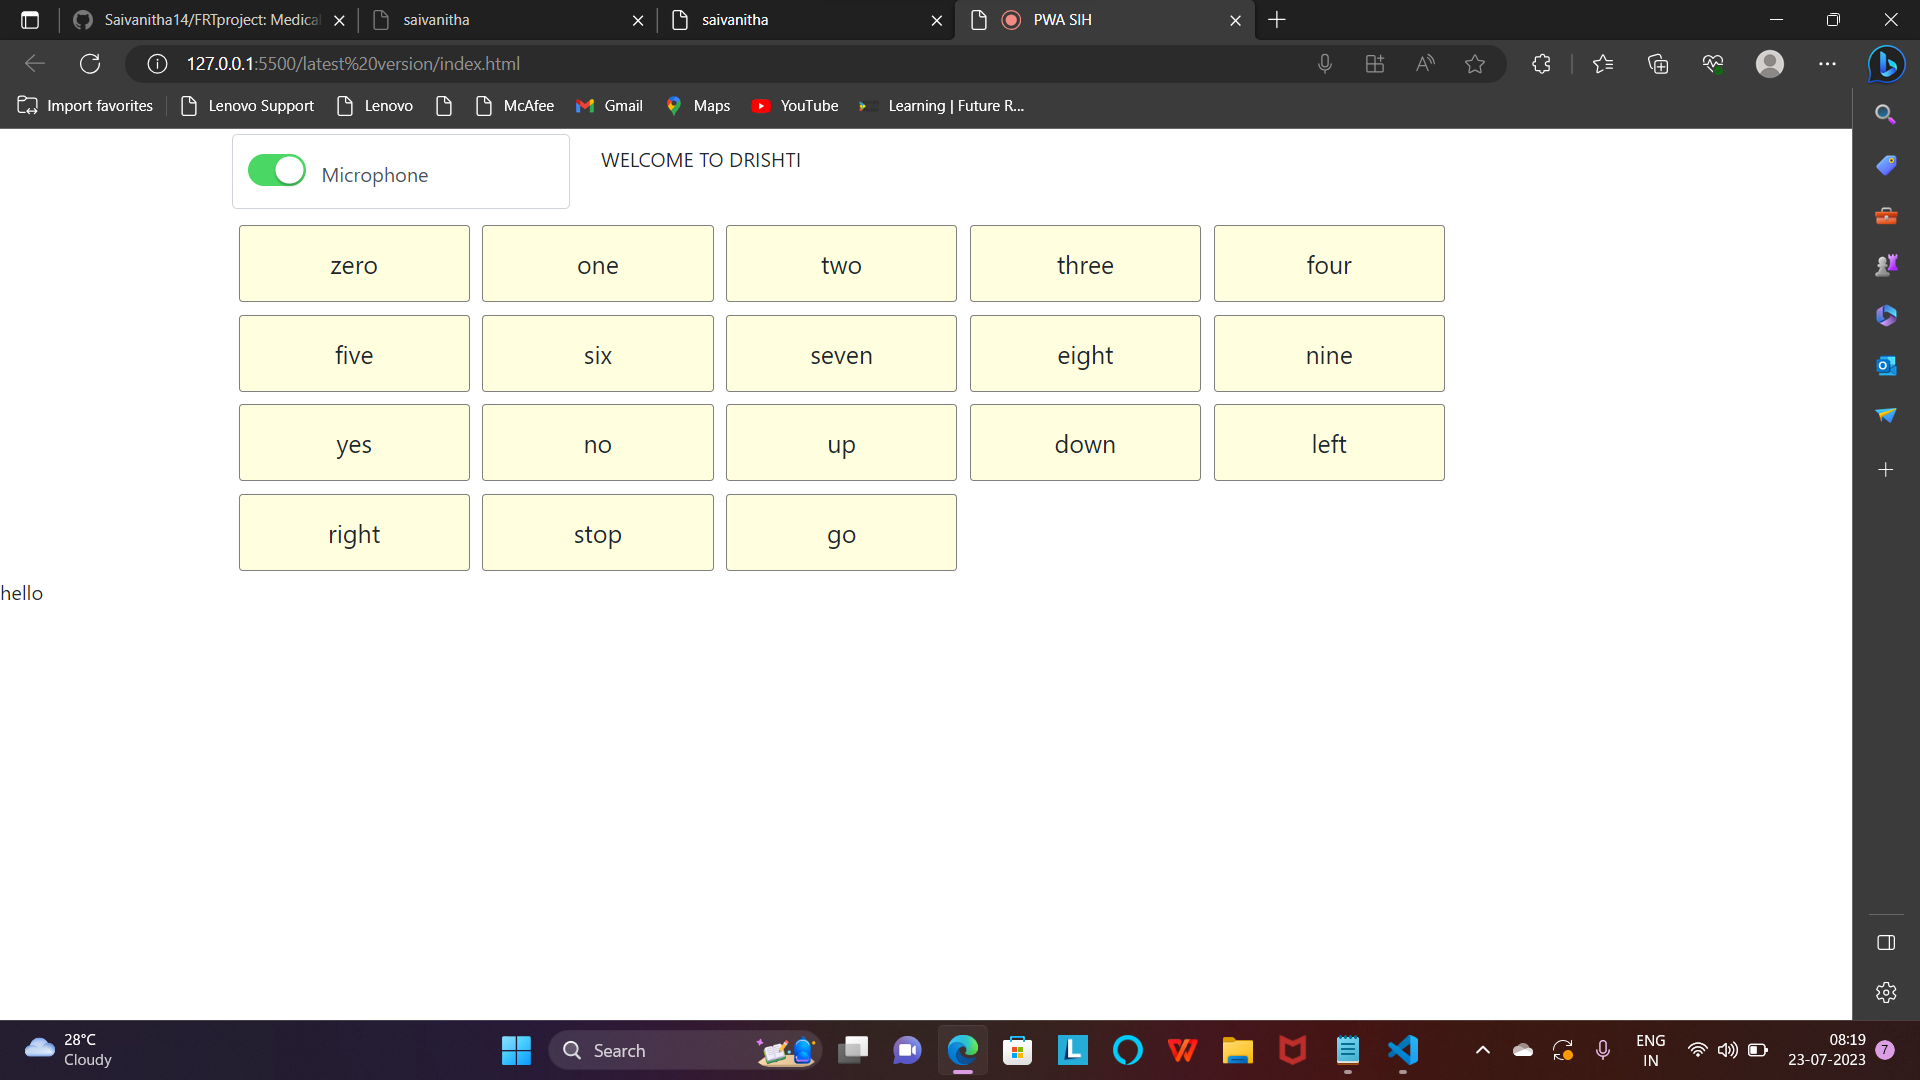 Saivanitha14/FRTproject: Medical
saivanitha
saivanitha
PWA SIH
127.0.0.1:5500/latest%20version/index.html
Import favorites
Lenovo Support
Lenovo
McAfee
Gmail
Maps
YouTube
Learning | Future R...
Microphone
WELCOME TO DRISHTI
zero one two three four
five six seven eight nine
yes no up down left
right stop go
hello
28°C
Cloudy
Search
ENG
IN
08:19
23-07-2023
7